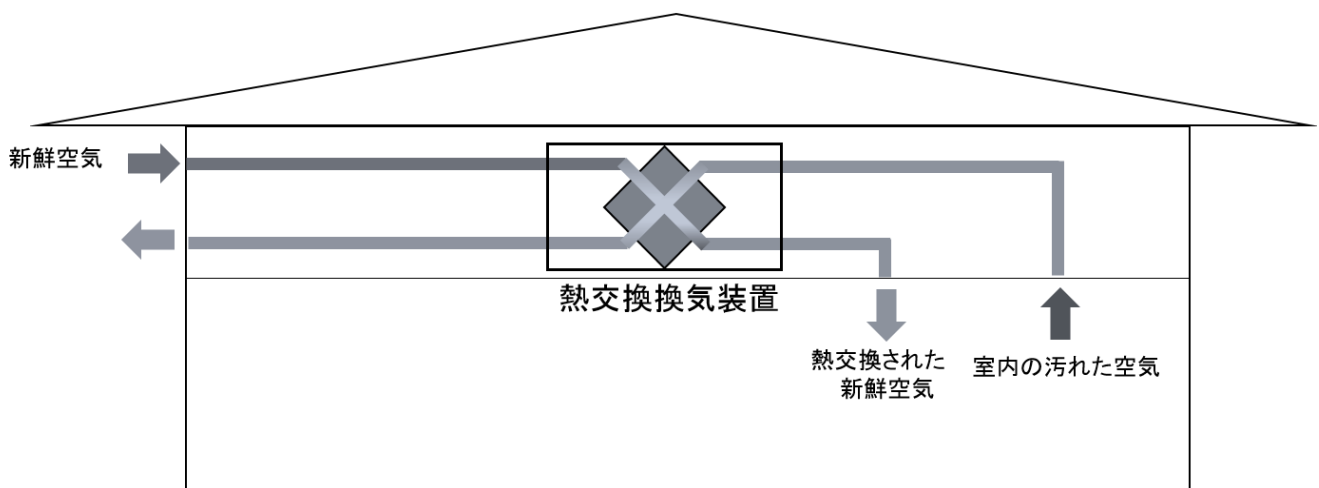 新鮮空気
熱交換換気装置
熱交換された
新鮮空気
室内の汚れた空気